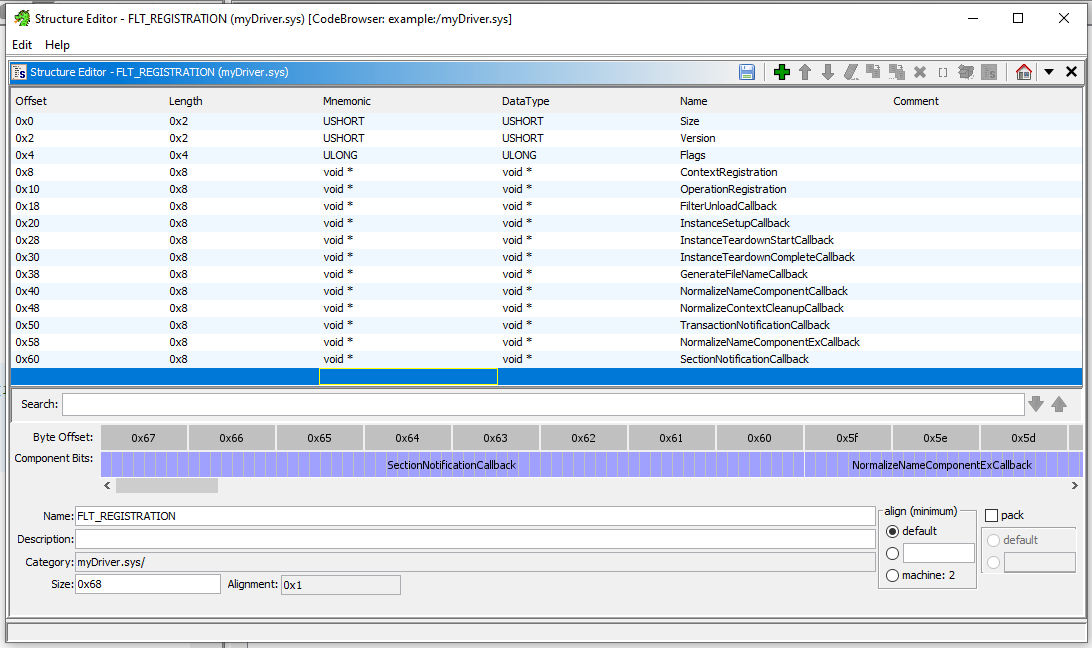 Structure Editor - FLT_REGISTRATION (myDriver.sys) [CodeBrowser: example:/myDriver.sys]
Edit Help
Structure Editor - FLT_REGISTRATION (myDriver.sys)
Offset Length Mnemonic DataType Name Comment
0x0 0x2 USHORT USHORT Size
0x2 0x2 USHORT USHORT Version
0x4 0x4 ULONG ULONG Flags
0x8 0x8 void * void * ContextRegistration
0x10 0x8 void * void * OperationRegistration
0x18 0x8 void * void * FilterUnloadCallback
0x20 0x8 void * void * InstanceSetupCallback
0x28 0x8 void * void * InstanceTeardownStartCallback
0x30 0x8 void * void * InstanceTeardownCompleteCallback
0x38 0x8 void * void * GenerateFileNameCallback
0x40 0x8 void * void * NormalizeNameComponentCallback
0x48 0x8 void * void * NormalizeContextCleanupCallback
0x50 0x8 void * void * TransactionNotificationCallback
0x58 0x8 void * void * NormalizeNameComponentExCallback
0x60 0x8 void * void * SectionNotificationCallback
Search:
Byte Offset: 0x67 0x66 0x65 0x64 0x63 0x62 0x61 0x60 0x5f 0x5e 0x5d
Component Bits: SectionNotificationCallback NormalizeNameComponentExCallback
Name: FLT_REGISTRATION
Description:
Category: myDriver.sys/
Size: 0x68 Alignment: 0x1
align (minimum)
default
machine: 2
pack
default